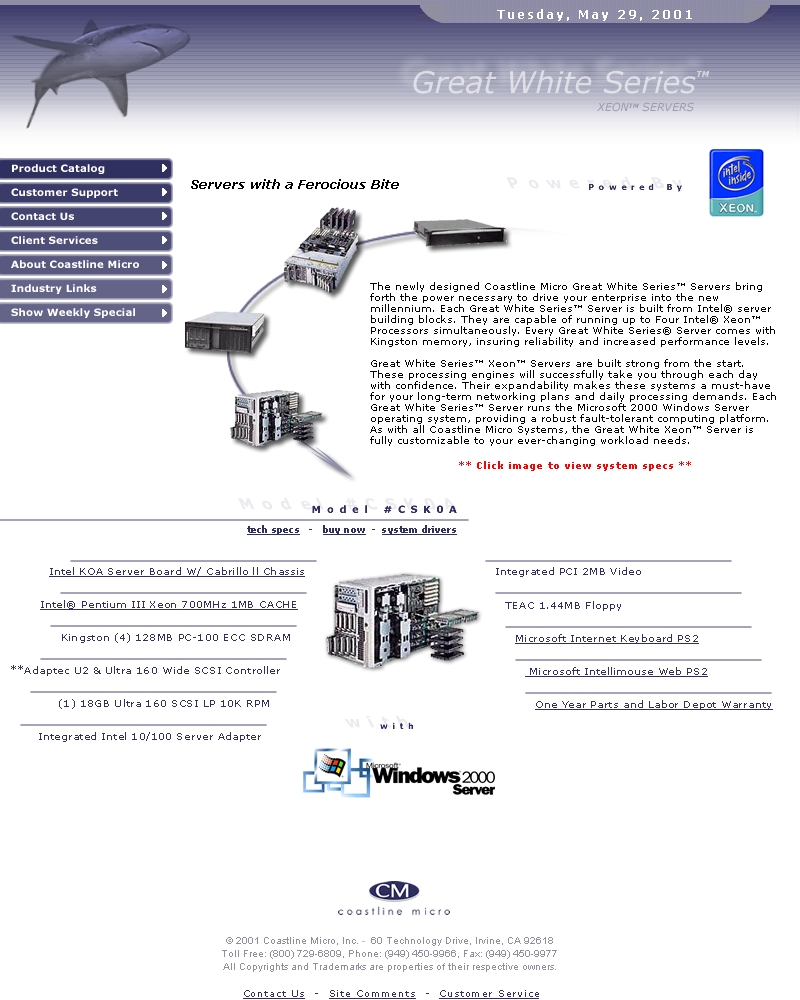 Tuesday, May 29, 2001
Great White Series™
XEON™ SERVERS
Product Catalog
Customer Support
Contact Us
Client Services
About Coastline Micro
Industry Links
Show Weekly Special
Servers with a Ferocious Bite
Powered By
Powered By
intel inside
XEON™
The newly designed Coastline Micro Great White Series™ Servers bring
forth the power necessary to drive your enterprise into the new
millennium. Each Great White Series™ Server is built from Intel® server
building blocks. They are capable of running up to Four Intel® Xeon™
Processors simultaneously. Every Great White Series® Server comes with
Kingston memory, insuring reliability and increased performance levels.
Great White Series™ Xeon™ Servers are built strong from the start.
These processing engines will successfully take you through each day
with confidence. Their expandability makes these systems a must-have
for your long-term networking plans and daily processing demands. Each
Great White Series™ Server runs the Microsoft 2000 Windows Server
operating system, providing a robust fault-tolerant computing platform.
As with all Coastline Micro Systems, the Great White Xeon™ Server is
fully customizable to your ever-changing workload needs.
** Click image to view system specs **
Model #CSK0A
Model #CSK0A
tech specs - buy now - system drivers
Intel KOA Server Board W/ Cabrillo ll Chassis
Intel® Pentium III Xeon 700MHz 1MB CACHE
Kingston (4) 128MB PC-100 ECC SDRAM
**Adaptec U2 & Ultra 160 Wide SCSI Controller
(1) 18GB Ultra 160 SCSI LP 10K RPM
Integrated Intel 10/100 Server Adapter
Integrated PCI 2MB Video
TEAC 1.44MB Floppy
Microsoft Internet Keyboard PS2
Microsoft Intellimouse Web PS2
One Year Parts and Labor Depot Warranty
with
with
Microsoft®
Windows 2000
Server
CM
coastline micro
© 2001 Coastline Micro, Inc. - 60 Technology Drive, Irvine, CA 92618
Toll Free: (800) 729-6809, Phone: (949) 450-9966, Fax: (949) 450-9977
All Copyrights and Trademarks are properties of their respective owners.
Contact Us - Site Comments - Customer Service